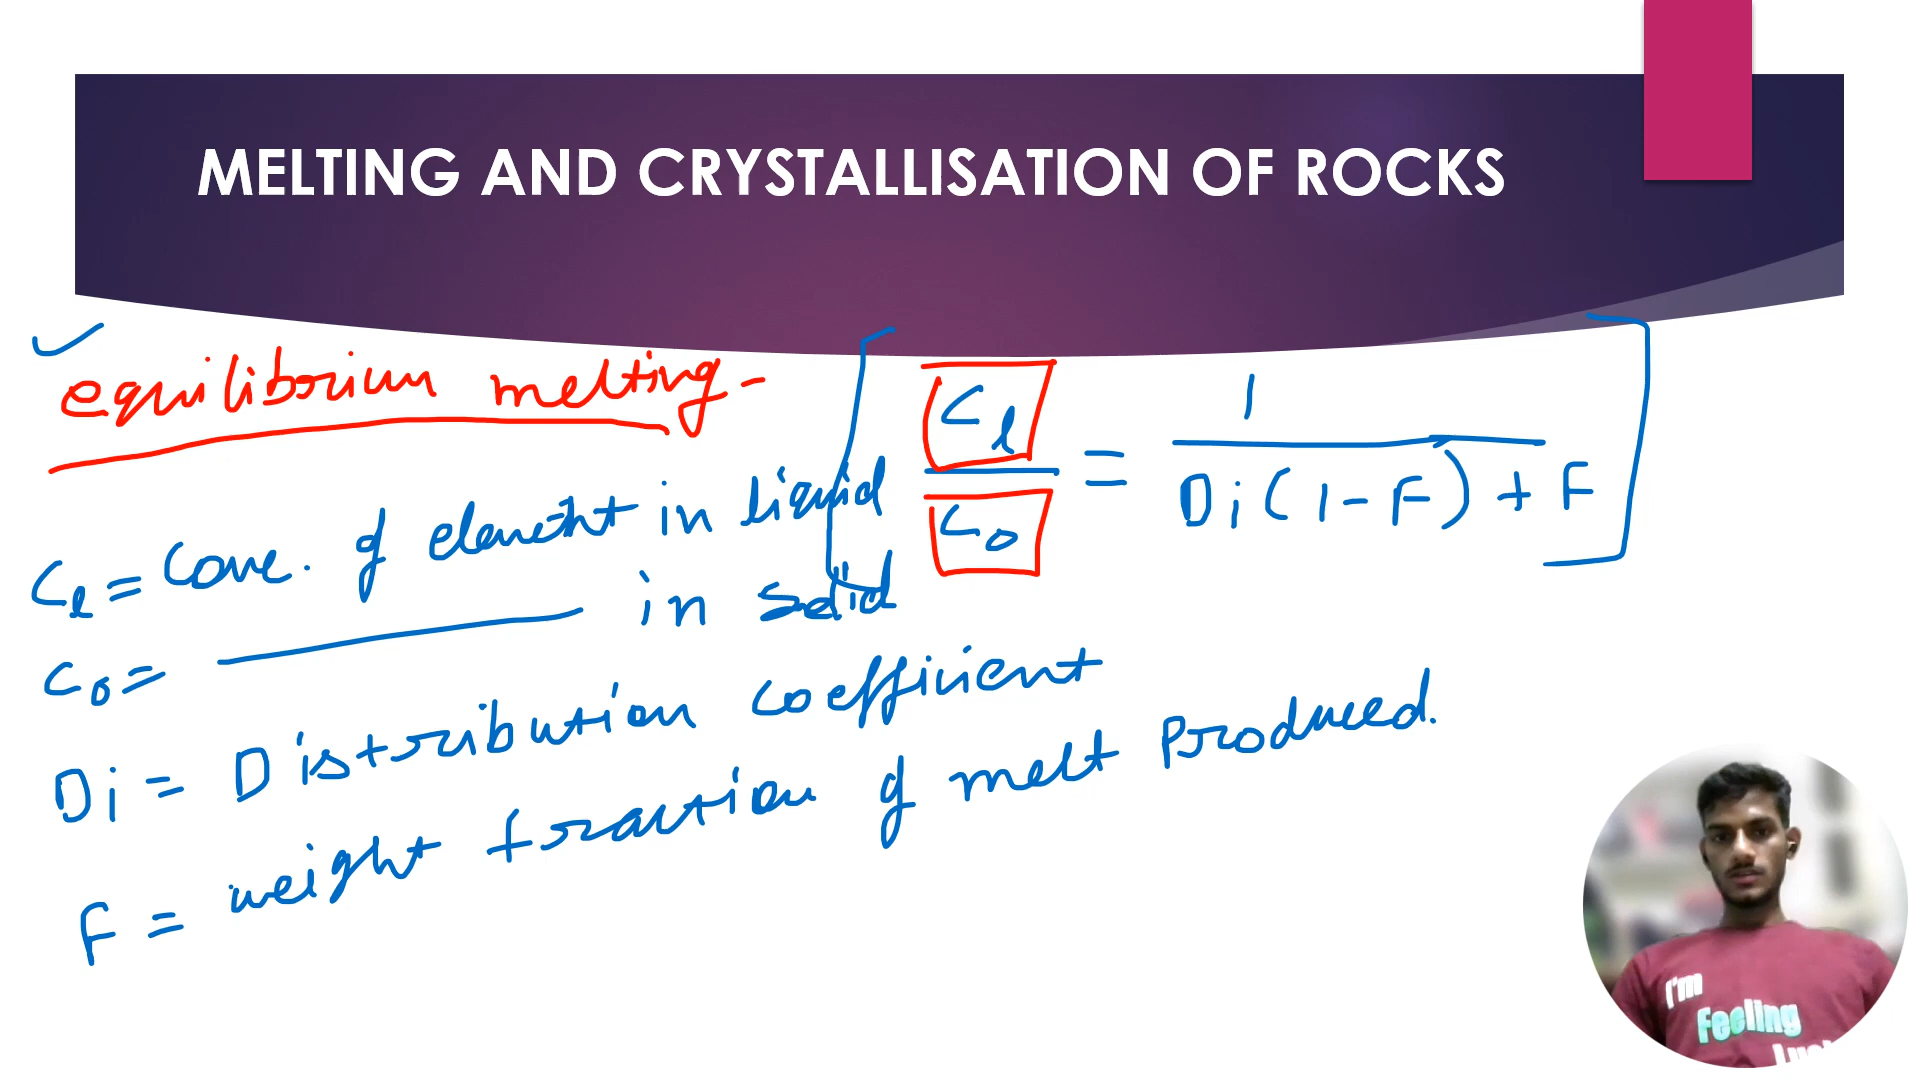 MELTING AND CRYSTALLISATION OF ROCKS
equilibrium melting -
Cl / Co = 1 / Di(1-F) + F
Cl = Conc. of element in liquid
Co = ———— in solid
Di = Distribution coefficient
F = weight fraction of melt produced.
I'm
Feeling